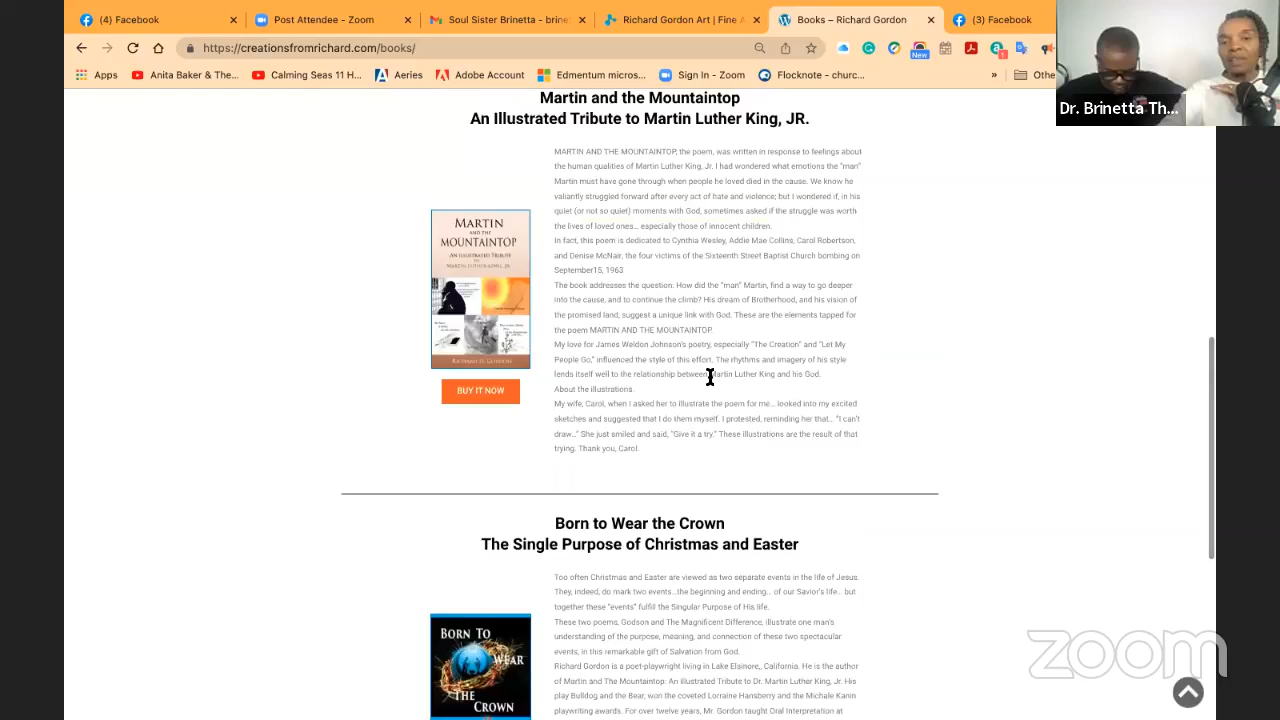 (4) Facebook
Post Attendee - Zoom
Soul Sister Brinetta - brine
Richard Gordon Art | Fine A
Books – Richard Gordon
(3) Facebook
https://creationsfromrichard.com/books/
New
1
Apps
Anita Baker & The...
Calming Seas 11 H...
Aeries
Adobe Account
Edmentum micros...
Sign In - Zoom
Flocknote - churc...
»
Othe
Dr. Brinetta Th...
Martin and the Mountaintop
An Illustrated Tribute to Martin Luther King, JR.
MARTIN AND THE MOUNTAINTOP, the poem, was written in response to feelings about
the human qualities of Martin Luther King, Jr. I had wondered what emotions the “man”
Martin must have gone through when people he loved died in the cause. We know he
valiantly struggled forward after every act of hate and violence; but I wondered if, in his
quiet (or not so quiet) moments with God, sometimes asked if the struggle was worth
the lives of loved ones... especially those of innocent children.
In fact, this poem is dedicated to Cynthia Wesley, Addie Mae Collins, Carol Robertson,
and Denise McNair, the four victims of the Sixteenth Street Baptist Church bombing on
September15, 1963
The book addresses the question: How did the “man” Martin, find a way to go deeper
into the cause, and to continue the climb? His dream of Brotherhood, and his vision of
the promised land, suggest a unique link with God. These are the elements tapped for
the poem MARTIN AND THE MOUNTAINTOP.
My love for James Weldon Johnson's poetry, especially “The Creation” and “Let My
People Go,” influenced the style of this effort. The rhythms and imagery of his style
lends itself well to the relationship between Martin Luther King and his God.
About the illustrations.
My wife, Carol, when I asked her to illustrate the poem for me... looked into my excited
sketches and suggested that I do them myself. I protested, reminding her that... “I can't
draw...” She just smiled and said, “Give it a try.” These illustrations are the result of that
trying. Thank you, Carol.
MARTIN
AND THE
MOUNTAINTOP
AN ILLUSTRATED TRIBUTE
TO
MARTIN LUTHER KING, JR.
BUY IT NOW
Born to Wear the Crown
The Single Purpose of Christmas and Easter
Too often Christmas and Easter are viewed as two separate events in the life of Jesus.
They, indeed, do mark two events...the beginning and ending... of our Savior's life... but
together these “events” fulfill the Singular Purpose of His life.
These two poems, Godson and The Magnificent Difference, illustrate one man's
understanding of the purpose, meaning, and connection of these two spectacular
events, in this remarkable gift of Salvation from God.
Richard Gordon is a poet-playwright living in Lake Elsinore,, California. He is the author
of Martin and The Mountaintop: An illustrated Tribute to Dr. Martin Luther King, Jr. His
play Bulldog and the Bear, won the coveted Lorraine Hansberry and the Michale Kanin
playwriting awards. For over twelve years, Mr. Gordon taught Oral Interpretation at
BORN TO
WEAR
THE
CROWN
zoom